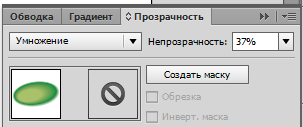 Обводка Градиент Прозрачность
Умножение Непрозрачность: 37%
Создать маску
Обрезка
Инверт. маска